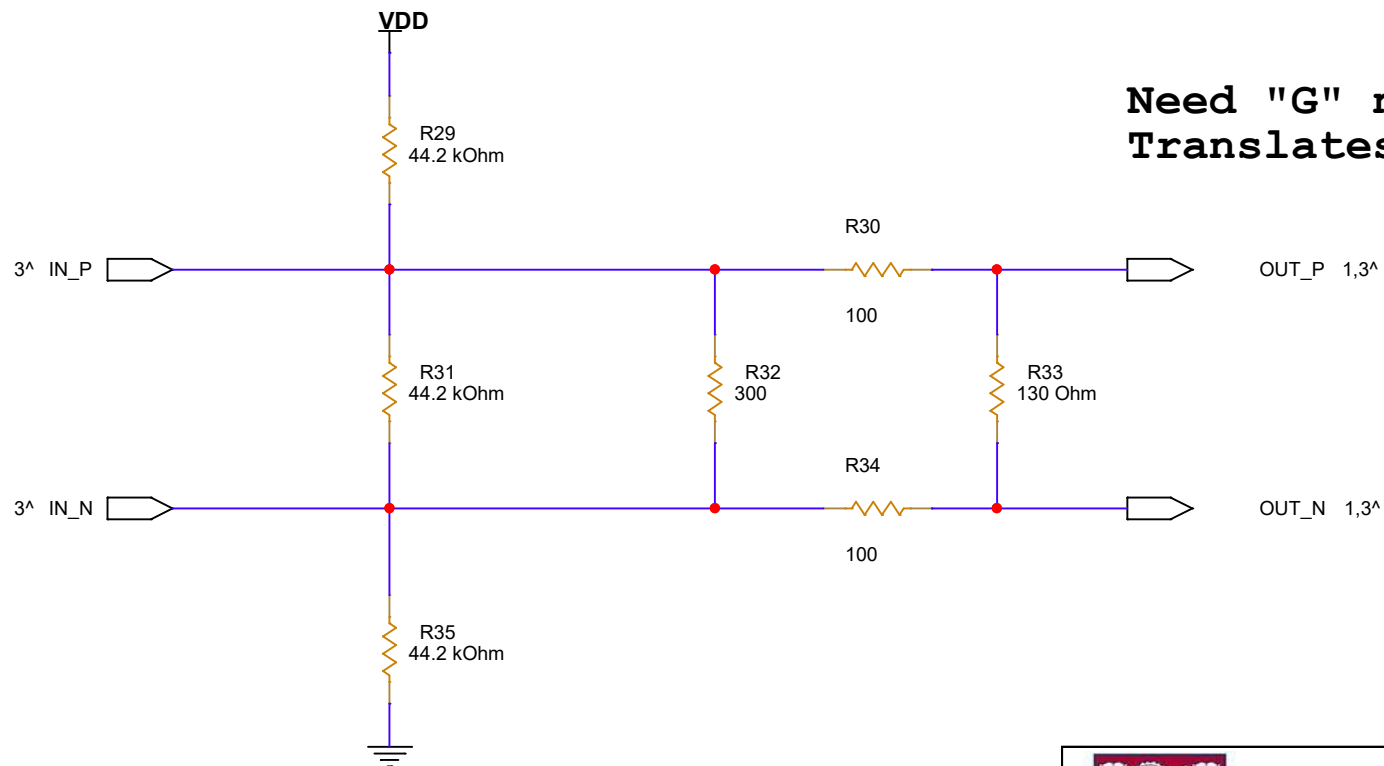 VDD
Need "G"
Translates
R29
44.2 kOhm
R30
3^ IN_P
OUT_P 1,3^
100
R31
44.2 kOhm
R32
300
R33
130 Ohm
R34
3^ IN_N
OUT_N 1,3^
100
R35
44.2 kOhm